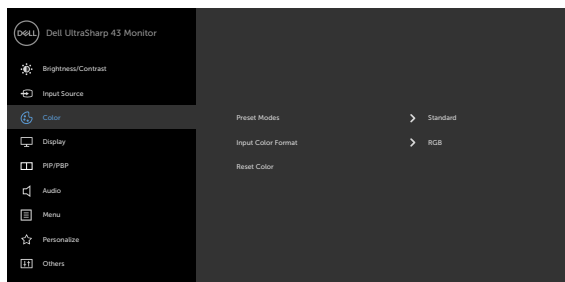 DELL Dell UltraSharp 43 Monitor
Brightness/Contrast
Input Source
Color
Preset Modes Standard
Input Color Format RGB
Reset Color
Display
PIP/PBP
Audio
Menu
Personalize
Others